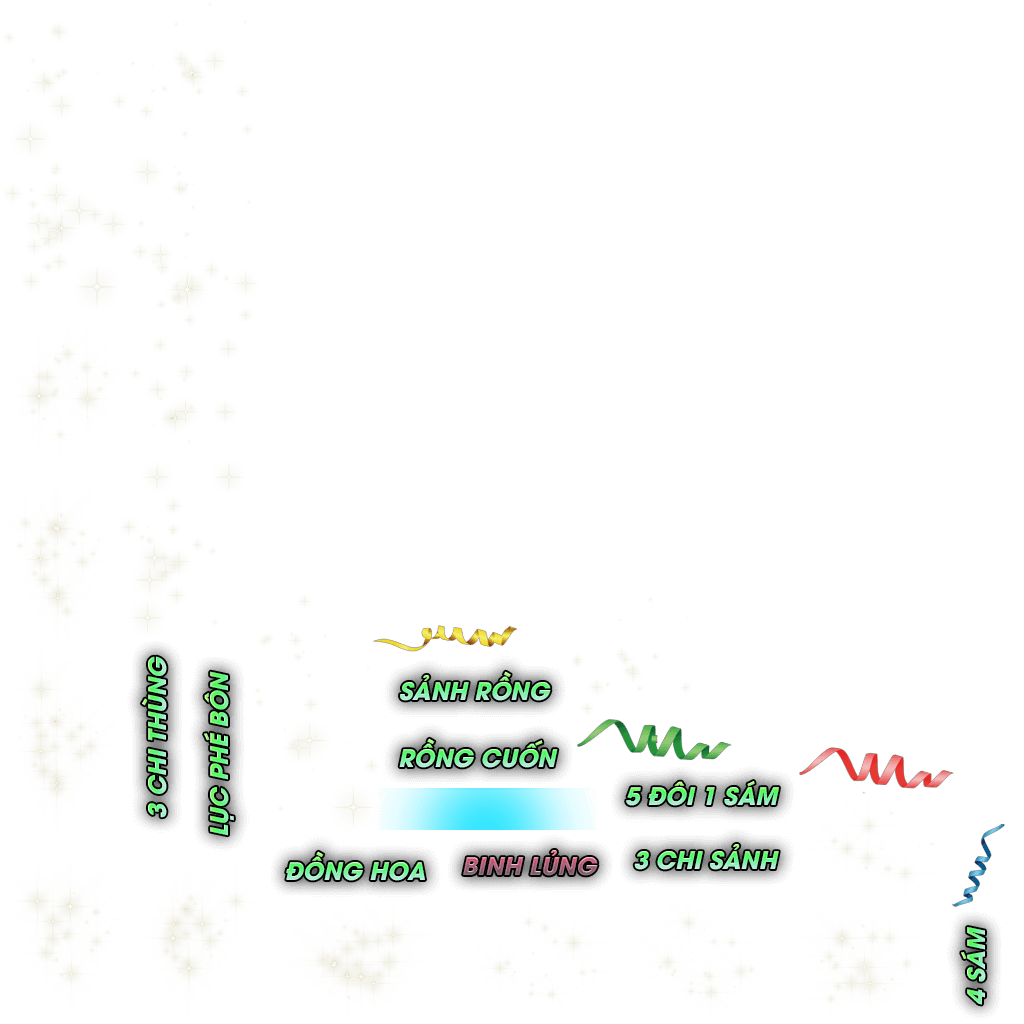 3 CHI THÙNG
LỤC PHÉ BÔN
SẢNH RỒNG
RỒNG CUỐN
5 ĐÔI 1 SÁM
ĐỒNG HOA
BINH LỦNG
3 CHI SẢNH
4 SÁM